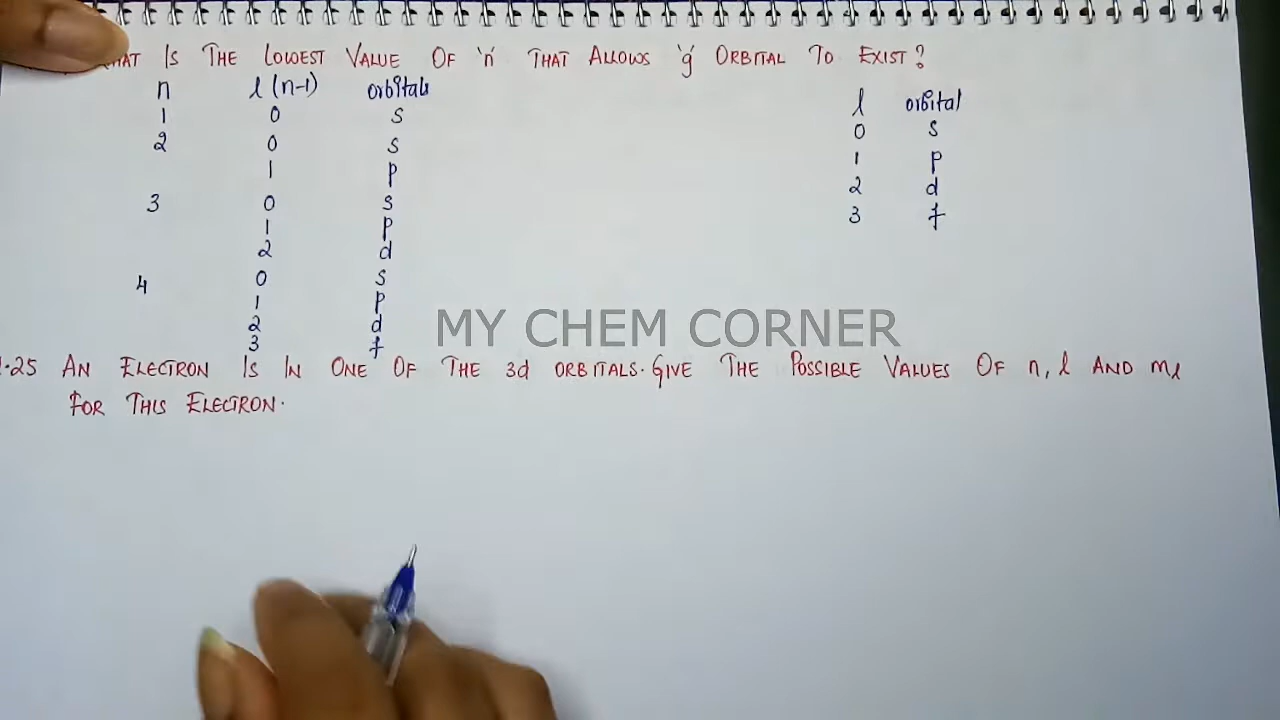 IS THE LOWEST VALUE OF 'n' THAT ALLOWS 'g' ORBITAL TO EXIST?
n l (n-1) orbitals
1 0 s
2 0 s
1 p
3 0 s
1 p
2 d
4 0 s
1 p
2 d
3 f
l orbital
0 s
1 p
2 d
3 f
MY CHEM CORNER
.25 AN ELECTRON IS IN ONE OF THE 3d ORBITALS. GIVE THE POSSIBLE VALUES OF n, l AND ml
FOR THIS ELECTRON.